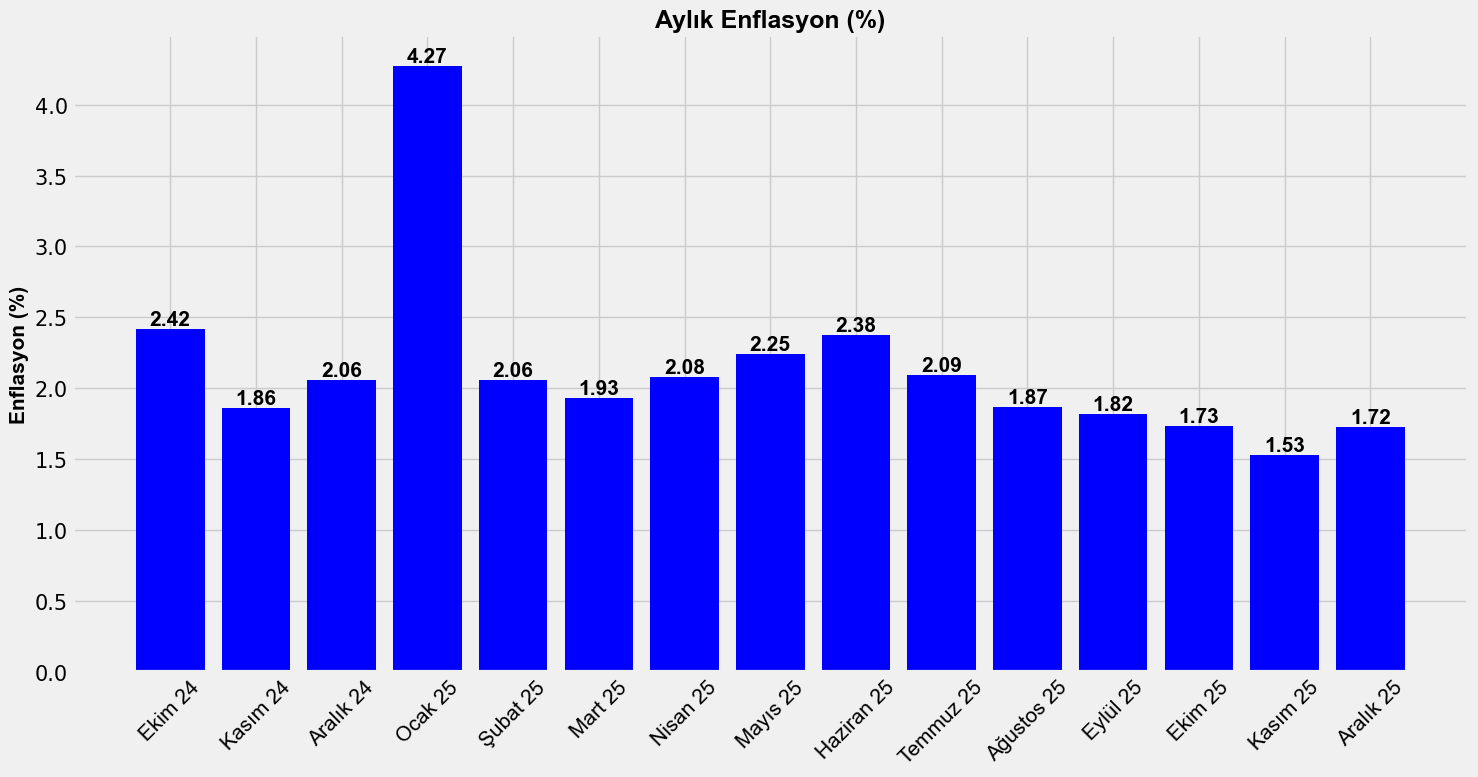 Aylık Enflasyon (%)
Enflasyon (%)
4.0
3.5
3.0
2.5
2.0
1.5
1.0
0.5
0.0
2.42
1.86
2.06
4.27
2.06
1.93
2.08
2.25
2.38
2.09
1.87
1.82
1.73
1.53
1.72
Ekim 24
Kasım 24
Aralık 24
Ocak 25
Şubat 25
Mart 25
Nisan 25
Mayıs 25
Haziran 25
Temmuz 25
Ağustos 25
Eylül 25
Ekim 25
Kasım 25
Aralık 25